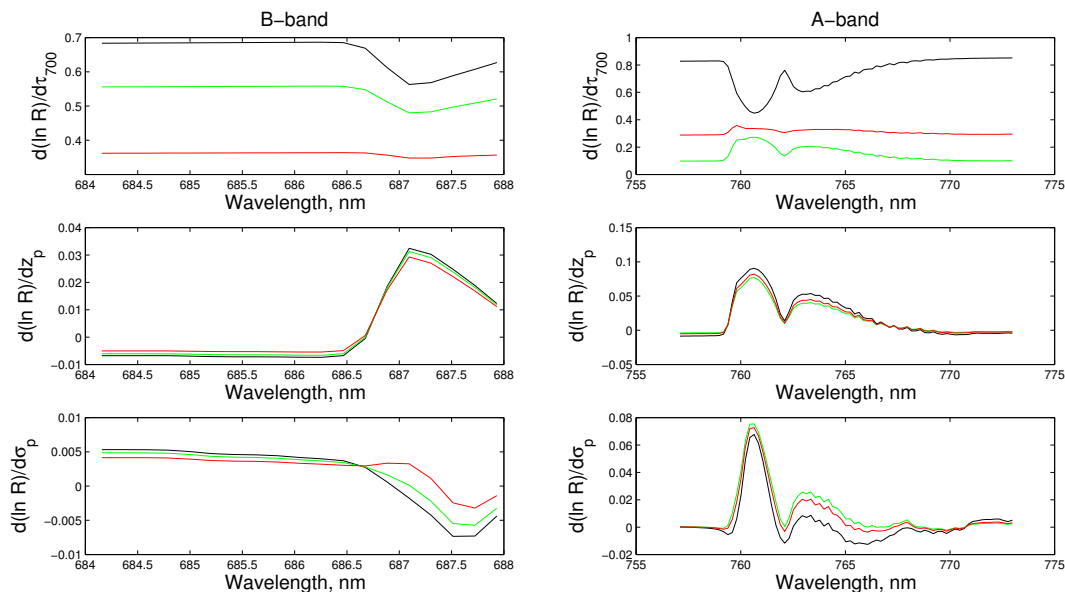 B−band
0.7
0.6
0.5
0.4
d(ln R)/dτ700
684 684.5 685 685.5 686 686.5 687 687.5 688
Wavelength, nm
A−band
1
0.8
0.6
0.4
0.2
0
d(ln R)/dτ700
755 760 765 770 775
Wavelength, nm
0.04
0.03
0.02
0.01
0
−0.01
d(ln R)/dzp
684 684.5 685 685.5 686 686.5 687 687.5 688
Wavelength, nm
0.15
0.10
0.05
0
−0.05
d(ln R)/dzp
755 760 765 770 775
Wavelength, nm
0.01
0.005
0
−0.005
−0.01
d(ln R)/dσp
684 684.5 685 685.5 686 686.5 687 687.5 688
Wavelength, nm
0.08
0.06
0.04
0.02
0
−0.02
d(ln R)/dσp
755 760 765 770 775
Wavelength, nm